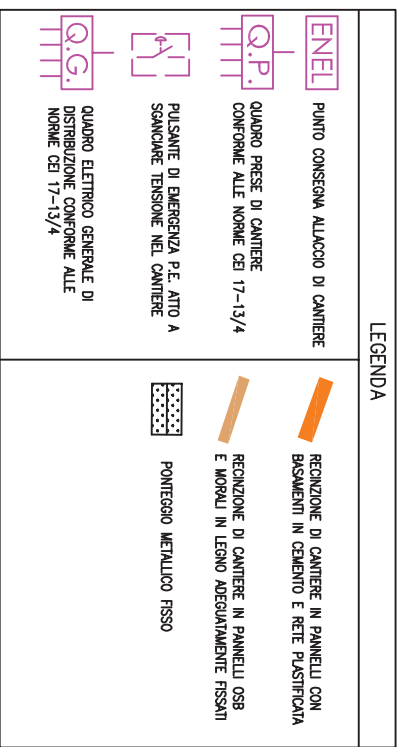 LEGENDA
ENEL
PUNTO CONSEGNA ALLACCIO DI CANTIERE
Q.P.
QUADRO PRESE DI CANTIERE
CONFORME ALLE NORME CEI 17-13/4
PULSANTE DI EMERGENZA P.E. ATTO A
SGANCIARE TENSIONE NEL CANTIERE
Q.G.
QUADRO ELETTRICO GENERALE DI
DISTRIBUZIONE CONFORME ALLE
NORME CEI 17-13/4
RECINZIONE DI CANTIERE IN PANNELLI CON
BASAMENTI IN CEMENTO E RETE PLASTIFICATA
RECINZIONE DI CANTIERE IN PANNELLI OSB
E MORALI IN LEGNO ADEGUATAMENTE FISSATI
PONTEGGIO METALLICO FISSO